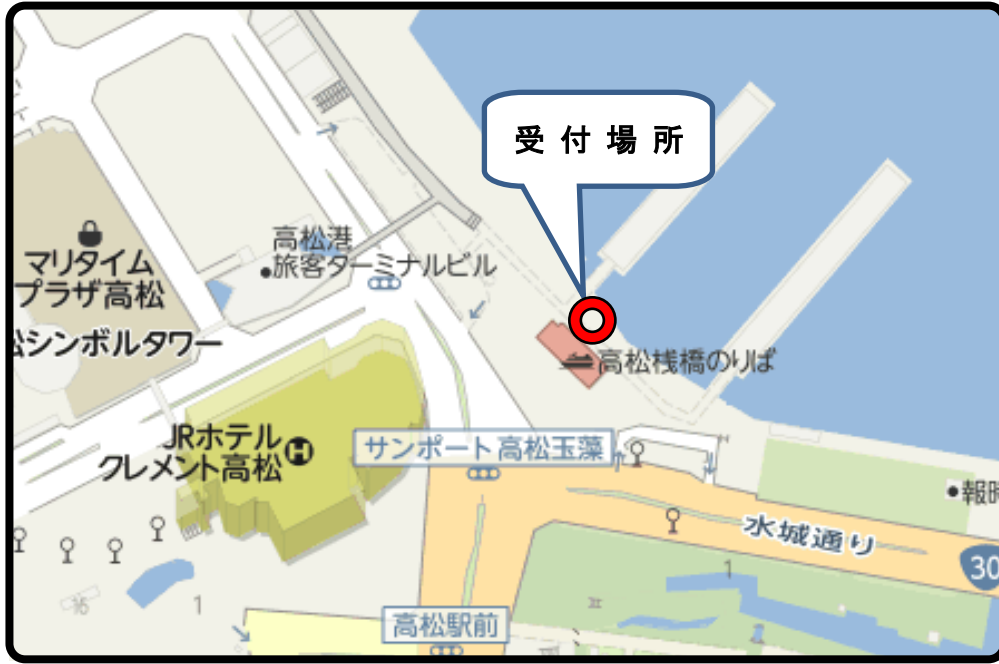 受付場所
高松港
旅客ターミナルビル
マリタイム
プラザ高松
シンボルタワー
高松桟橋のりば
JRホテル
クレメント高松
サンポート高松玉藻
水城通り
30
1
16
1
高松駅前